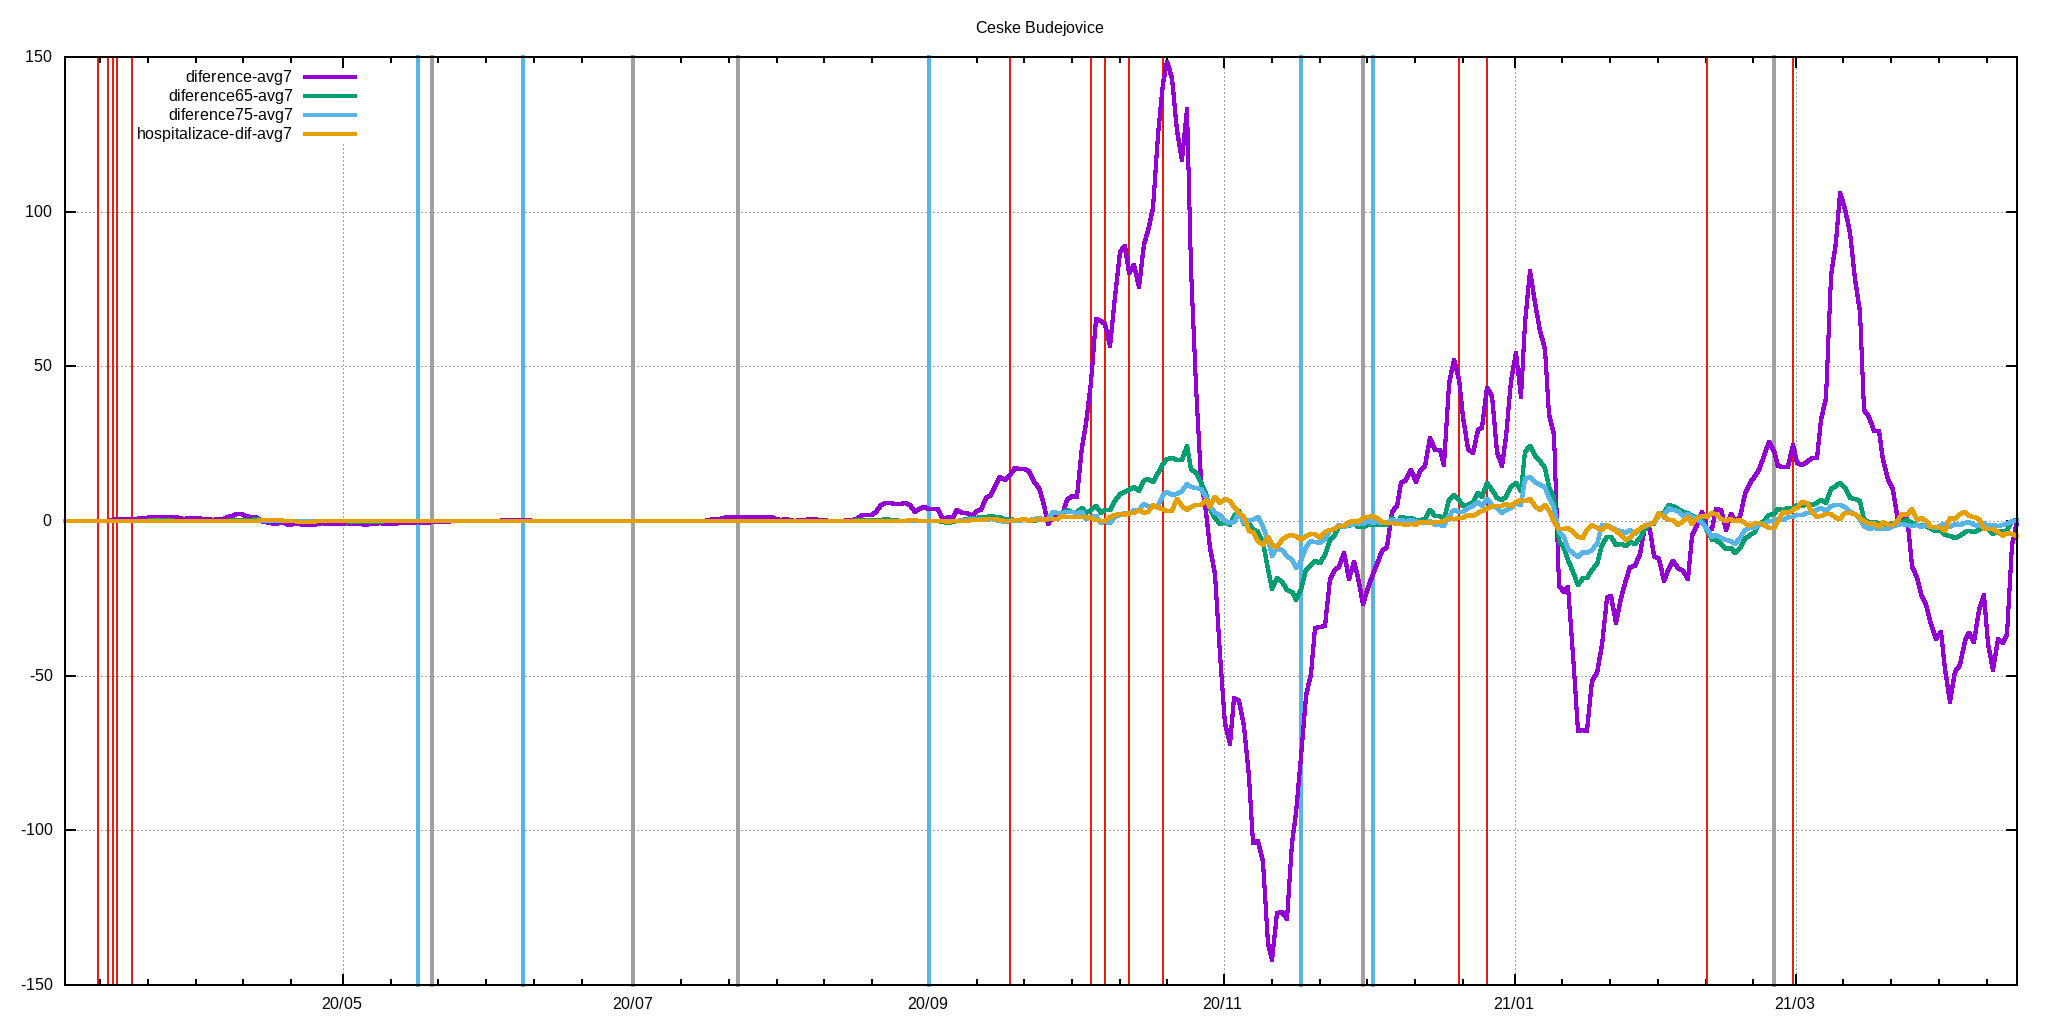 Ceske Budejovice
150
diference-avg7
diference65-avg7
diference75-avg7
hospitalizace-dif-avg7
100
50
0
-50
-100
-150
20/05
20/07
20/09
20/11
21/01
21/03